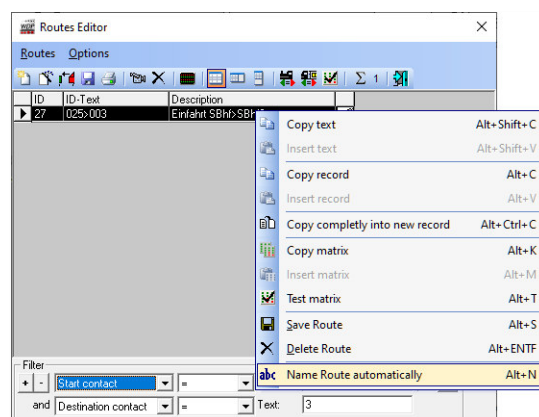 Routes Editor
Routes Options
Σ 1
ID ID-Text Description
27 025>003 Einfahrt SBhf>SBhf
Copy text Alt+Shift+C
Insert text Alt+Shift+V
Copy record Alt+C
Insert record Alt+V
Copy completly into new record Alt+Ctrl+C
Copy matrix Alt+K
Insert matrix Alt+M
Test matrix Alt+T
Save Route Alt+S
Delete Route Alt+ENTF
abc Name Route automatically Alt+N
Filter
+ - Start contact =
and Destination contact = Text: 3